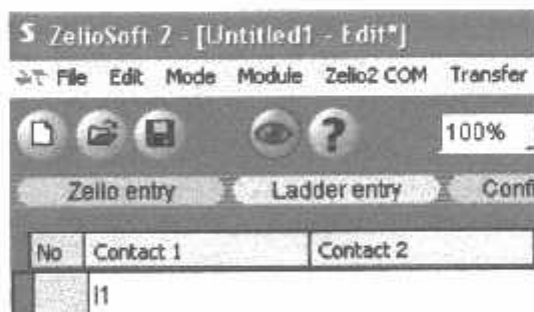 S ZelioSoft 2 - [Untitled1 - Edit*]
File Edit Mode Module Zelio2 COM Transfer
? 100%
Zelio entry Ladder entry Confi
No Contact 1 Contact 2
I1